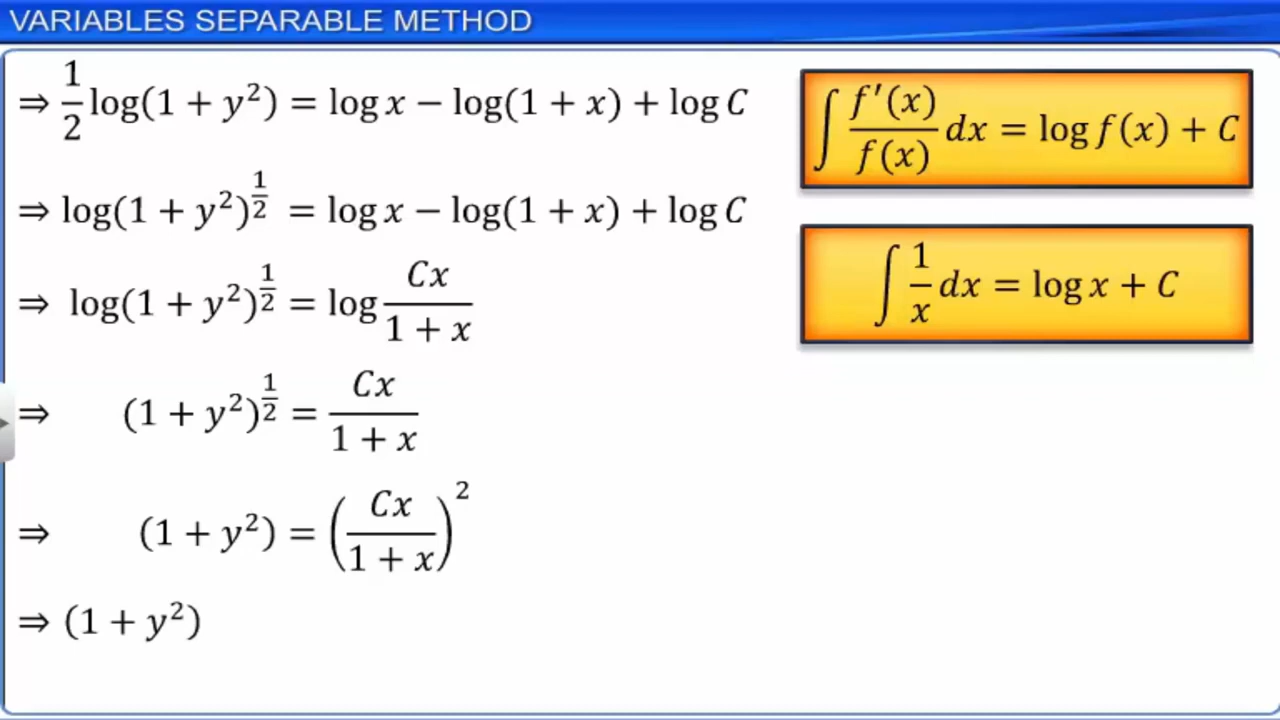 VARIABLES SEPARABLE METHOD
⇒ 1/2 log(1 + y²) = log x − log(1 + x) + log C
⇒ log(1 + y²)^(1/2) = log x − log(1 + x) + log C
⇒ log(1 + y²)^(1/2) = log Cx/(1 + x)
⇒ (1 + y²)^(1/2) = Cx/(1 + x)
⇒ (1 + y²) = (Cx/(1 + x))²
⇒ (1 + y²)
∫ f′(x)/f(x) dx = log f(x) + C
∫ 1/x dx = log x + C